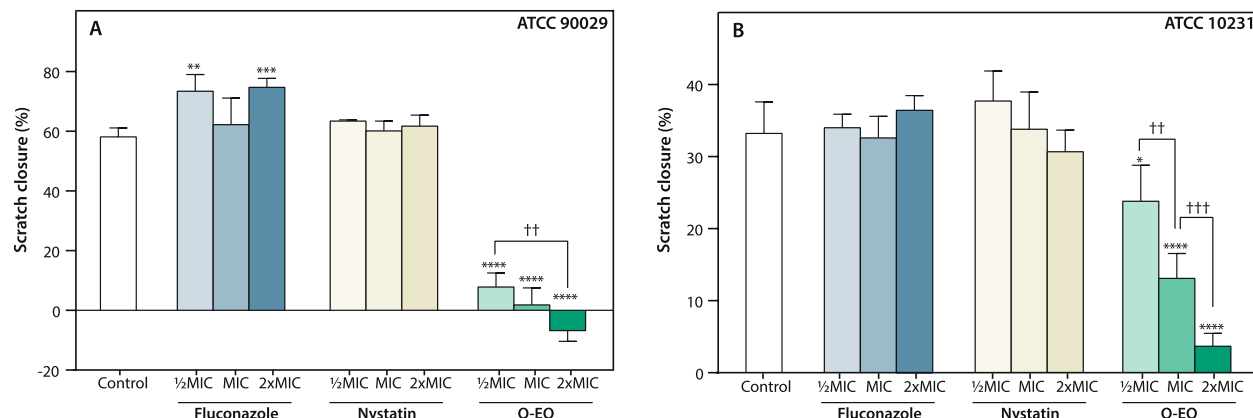 A
ATCC 90029
Scratch closure (%)
80
60
40
20
0
-20
**
***
****
****
****
††
Control
½MIC MIC 2xMIC
½MIC MIC 2xMIC
½MIC MIC 2xMIC
Fluconazole
Nystatin
O-EO
B
ATCC 10231
Scratch closure (%)
40
30
20
10
0
*
****
****
††
†††
Control
½MIC MIC 2xMIC
½MIC MIC 2xMIC
½MIC MIC 2xMIC
Fluconazole
Nystatin
O-EO